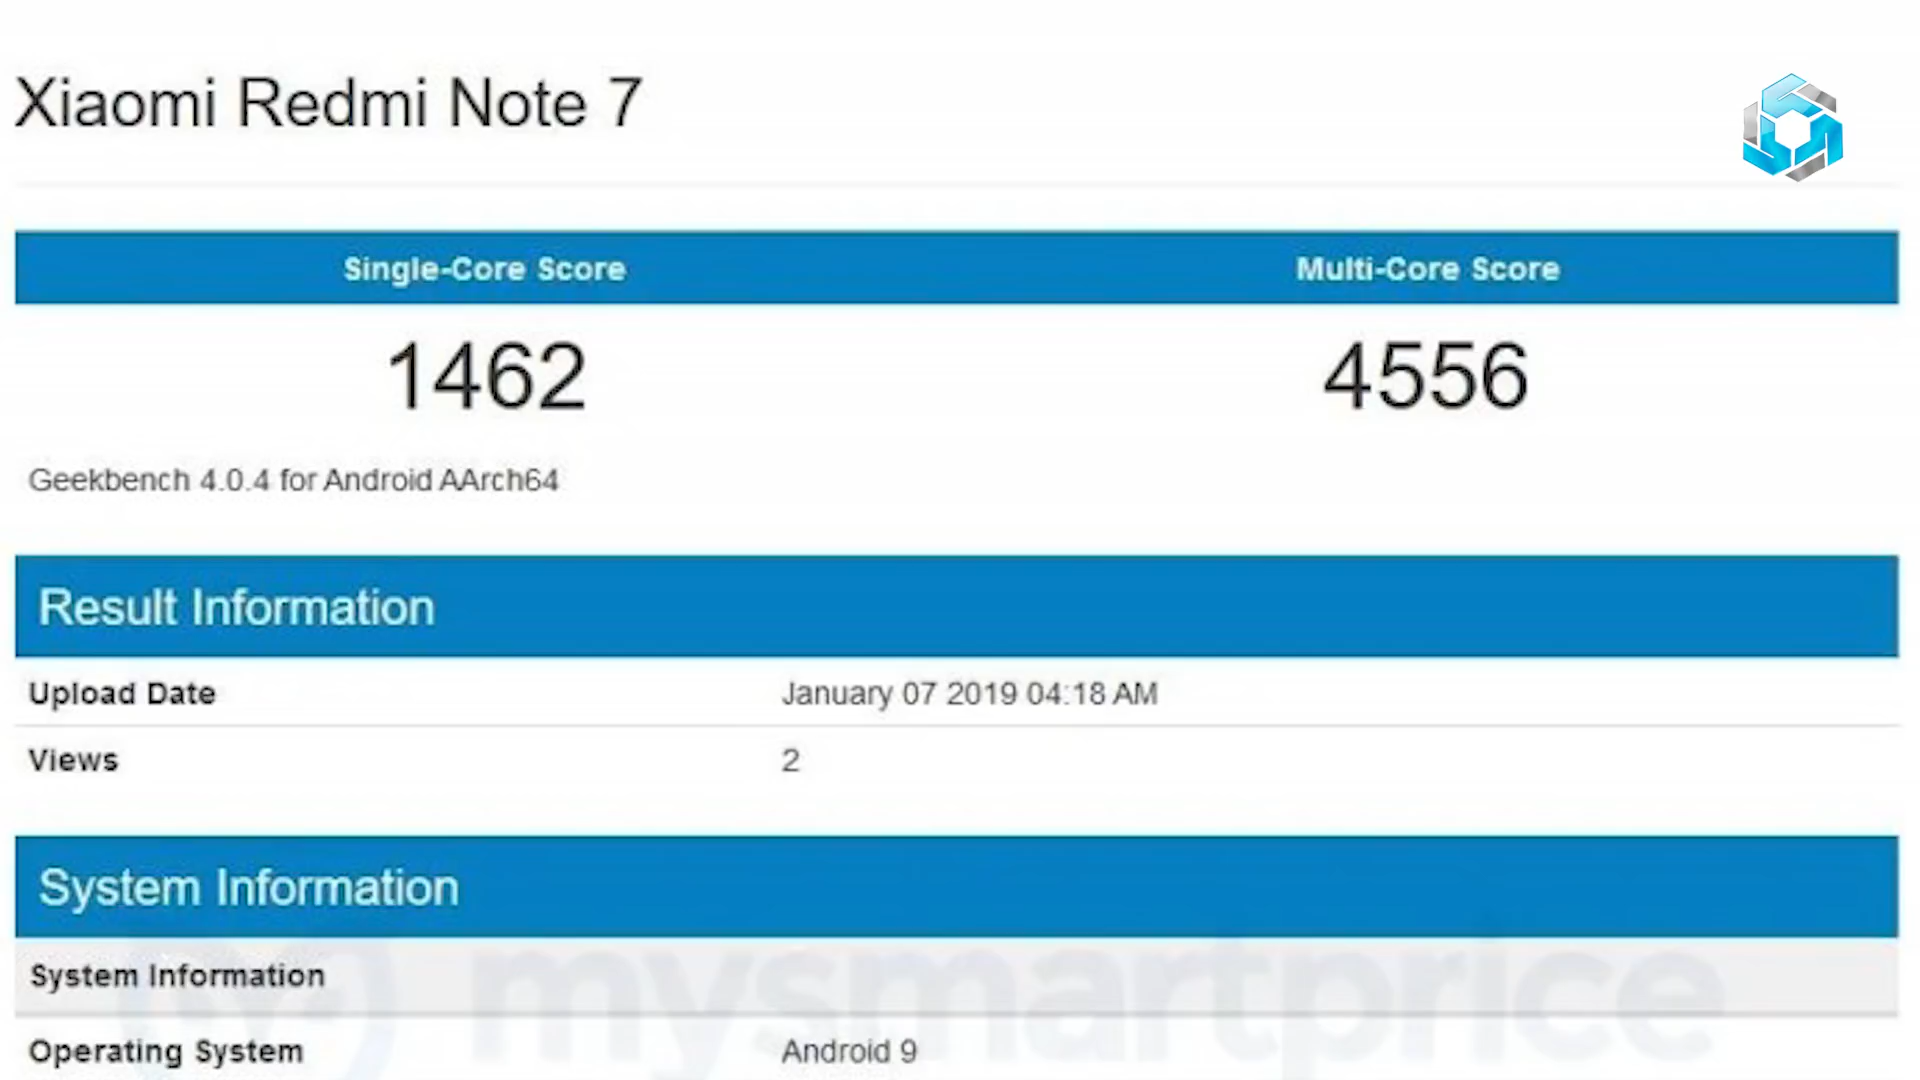 Xiaomi Redmi Note 7
Single-Core Score Multi-Core Score
1462 4556
Geekbench 4.0.4 for Android AArch64
Result Information
Upload Date January 07 2019 04:18 AM
Views 2
System Information
System Information
mysmartprice
Operating System Android 9